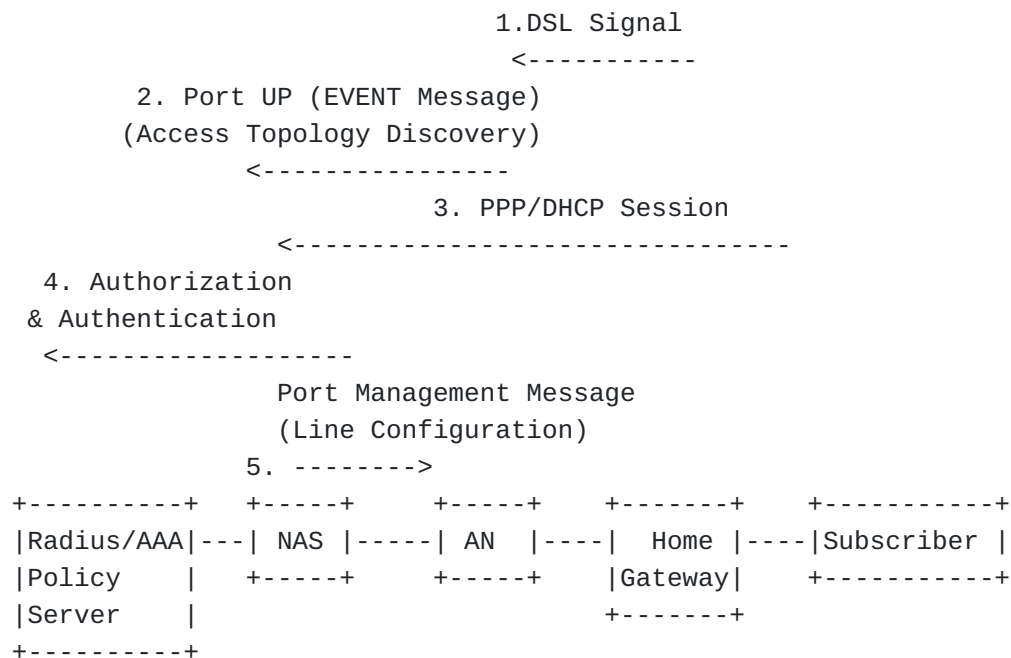 1.DSL Signal
<-----------
2. Port UP (EVENT Message)
(Access Topology Discovery)
<----------------
3. PPP/DHCP Session
<--------------------------------
4. Authorization
& Authentication
<-------------------
Port Management Message
(Line Configuration)
5. -------->
+----------+   +-----+     +-----+    +-------+    +-----------+
|Radius/AAA|---| NAS |-----| AN  |----|  Home |----|Subscriber |
|Policy    |   +-----+     +-----+    |Gateway|    +-----------+
|Server    |                          +-------+
+----------+